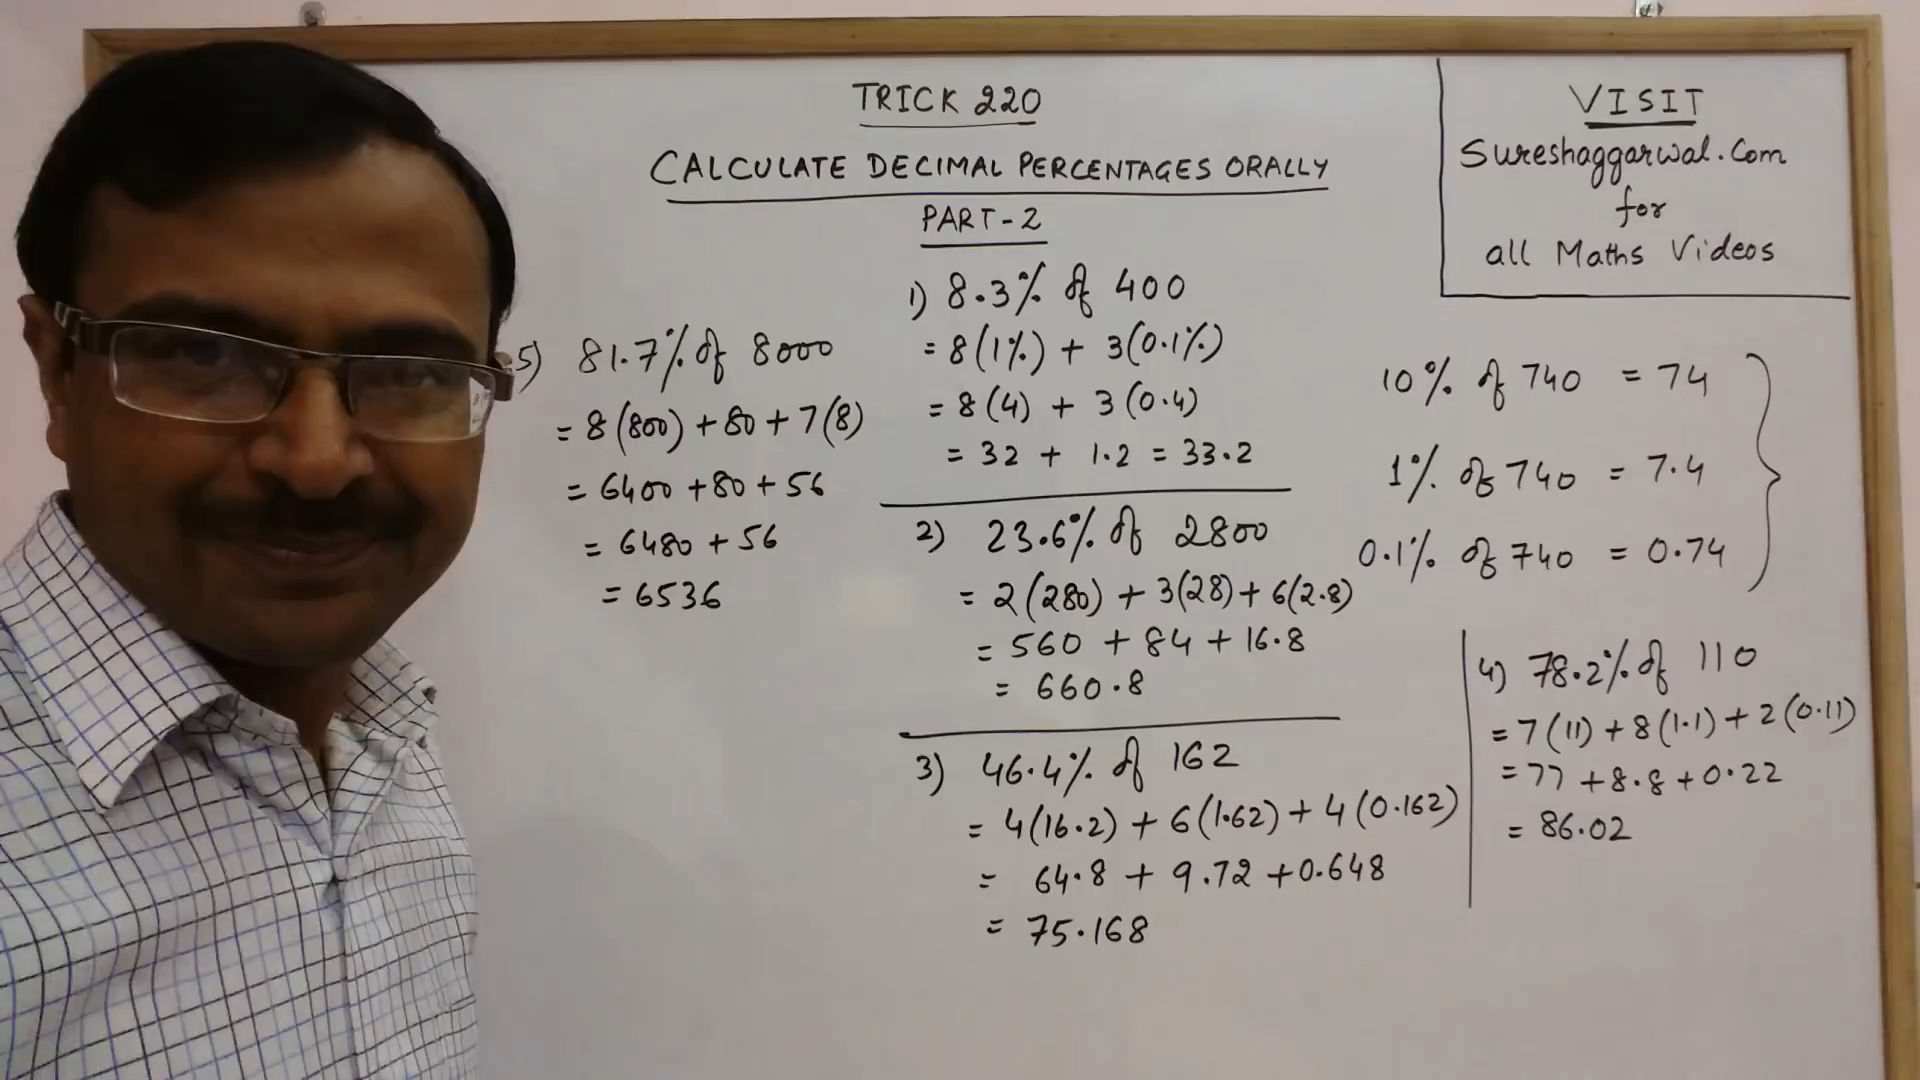 TRICK 220
CALCULATE DECIMAL PERCENTAGES ORALLY
PART-2
VISIT
Sureshaggarwal.Com
for
all Maths Videos
1) 8.3% of 400
= 8(1%) + 3(0.1%)
= 8(4) + 3(0.4)
= 32 + 1.2 = 33.2
2) 23.6% of 2800
= 2(280) + 3(28) + 6(2.8)
= 560 + 84 + 16.8
= 660.8
3) 46.4% of 162
= 4(16.2) + 6(1.62) + 4(0.162)
= 64.8 + 9.72 + 0.648
= 75.168
10% of 740 = 74
1% of 740 = 7.4
0.1% of 740 = 0.74
4) 78.2% of 110
= 7(11) + 8(1.1) + 2(0.11)
= 77 + 8.8 + 0.22
= 86.02
5) 81.7% of 8000
= 8(800) + 80 + 7(8)
= 6400 + 80 + 56
= 6480 + 56
= 6536